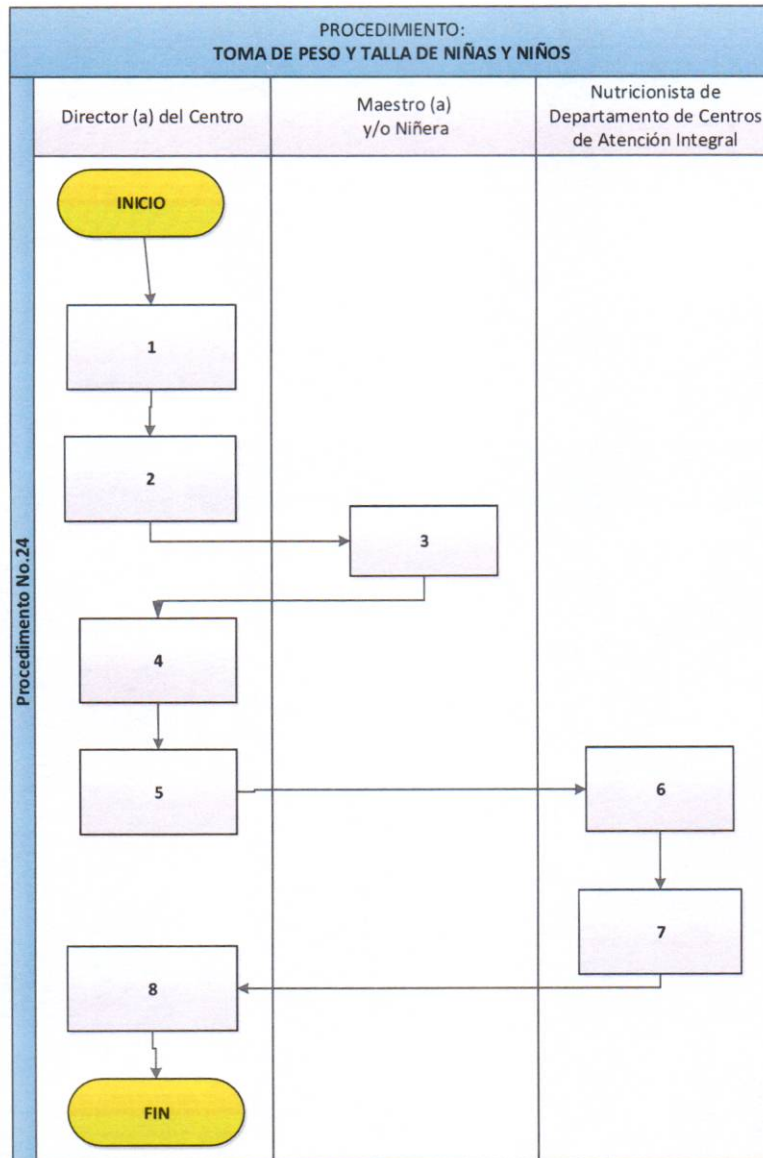 PROCEDIMIENTO:
TOMA DE PESO Y TALLA DE NIÑAS Y NIÑOS
Procedimento No.24
Director (a) del Centro
Maestro (a)
y/o Niñera
Nutricionista de
Departamento de Centros
de Atención Integral
INICIO
1
2
3
4
5
6
7
8
FIN